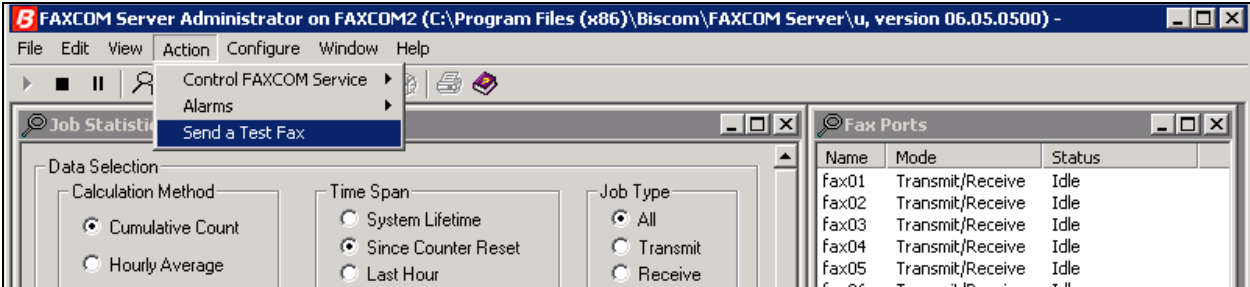 FAXCOM Server Administrator on FAXCOM2 (C:\Program Files (x86)\Biscom\FAXCOM Server\u, version 06.05.0500) -
File Edit View Action Configure Window Help
Control FAXCOM Service
Alarms
Send a Test Fax
Job Statistic
Data Selection
Calculation Method
Cumulative Count
Hourly Average
Time Span
System Lifetime
Since Counter Reset
Last Hour
Job Type
All
Transmit
Receive
Fax Ports
Name Mode Status
fax01 Transmit/Receive Idle
fax02 Transmit/Receive Idle
fax03 Transmit/Receive Idle
fax04 Transmit/Receive Idle
fax05 Transmit/Receive Idle